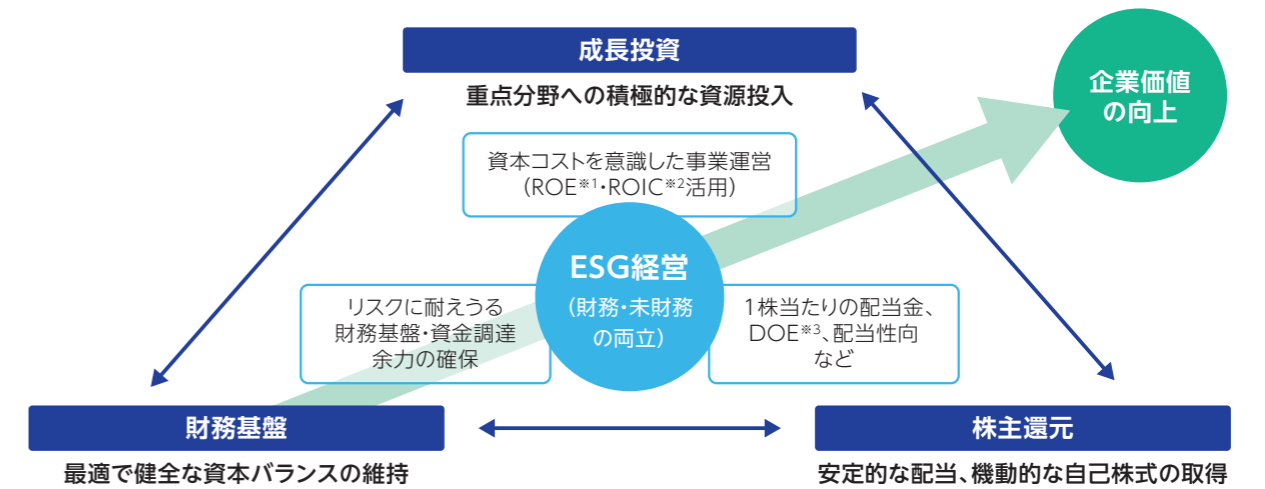 成長投資
重点分野への積極的な資源投入
企業価値
の向上
資本コストを意識した事業運営
（ROE※1・ROIC※2活用）
ESG経営
（財務・未財務
の両立）
リスクに耐えうる
財務基盤・資金調達
余力の確保
1株当たりの配当金、
DOE※3、配当性向
など
財務基盤
最適で健全な資本バランスの維持
株主還元
安定的な配当、機動的な自己株式の取得